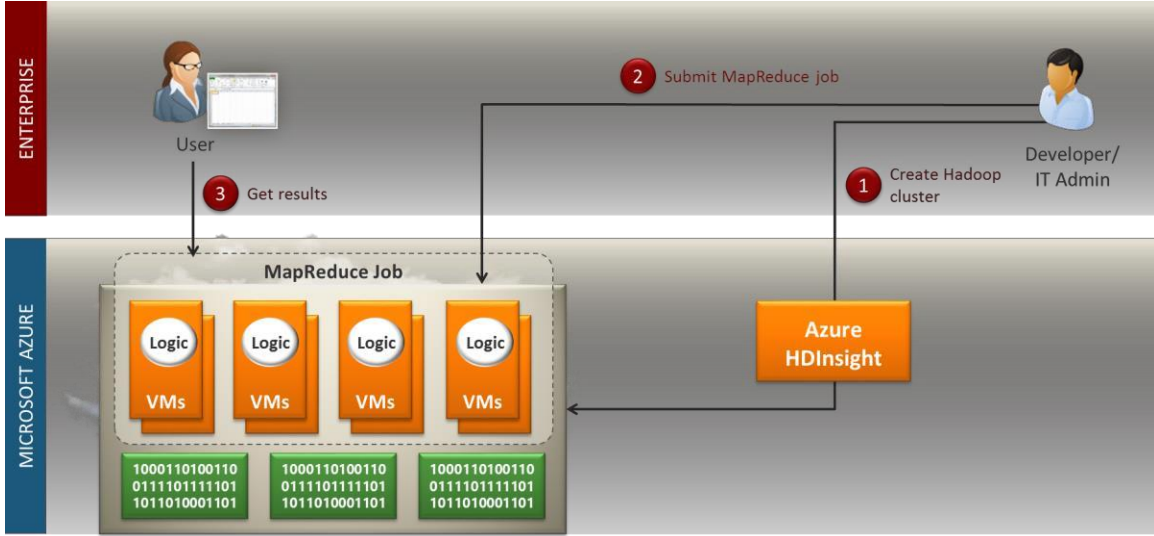 ENTERPRISE
User
2 Submit MapReduce job
Developer/
IT Admin
1 Create Hadoop
cluster
3 Get results
MICROSOFT AZURE
MapReduce Job
Logic
VMs
Logic
VMs
Logic
VMs
Logic
VMs
Azure
HDInsight
1000110100110
0111101111101
1011010001101
1000110100110
0111101111101
1011010001101
1000110100110
0111101111101
1011010001101